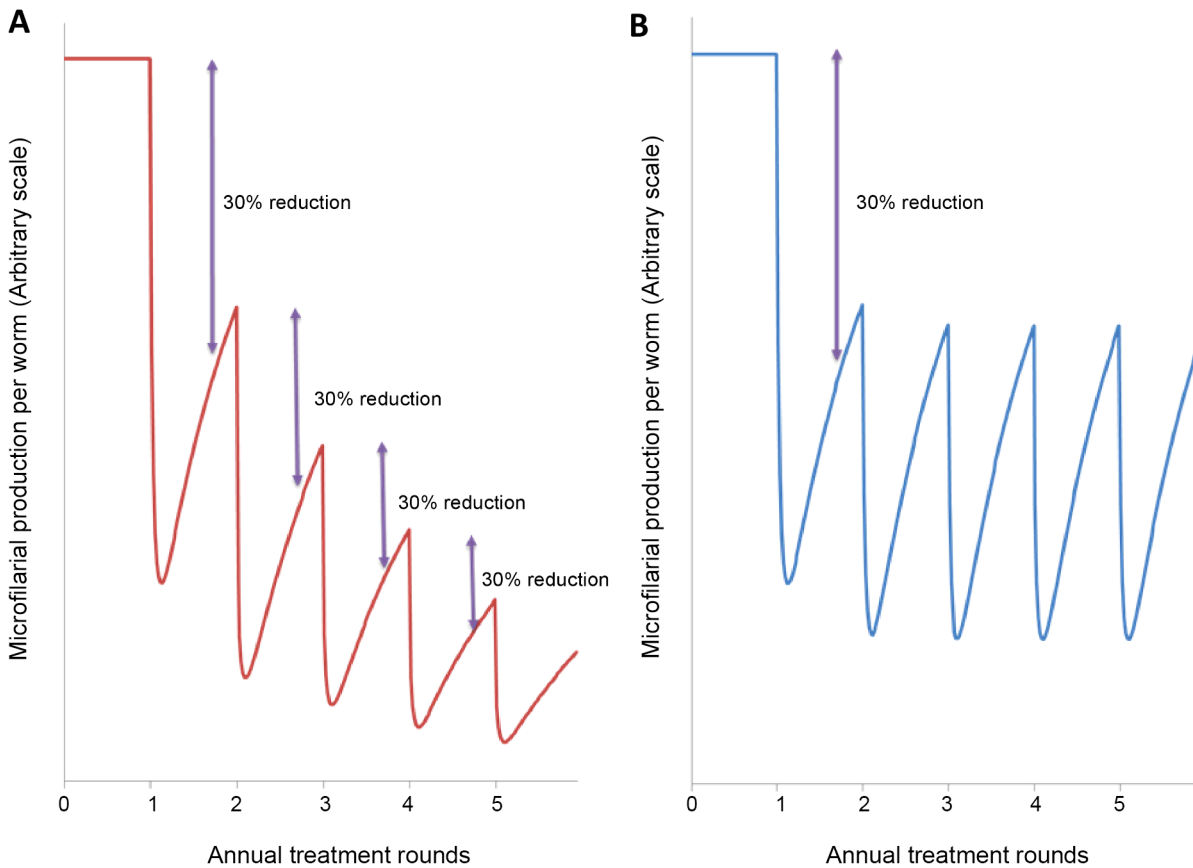 A
Microfilarial production per worm (Arbitrary scale)
30% reduction
30% reduction
30% reduction
30% reduction
0 1 2 3 4 5
Annual treatment rounds
B
Microfilarial production per worm (Arbitrary scale)
30% reduction
0 1 2 3 4 5
Annual treatment rounds